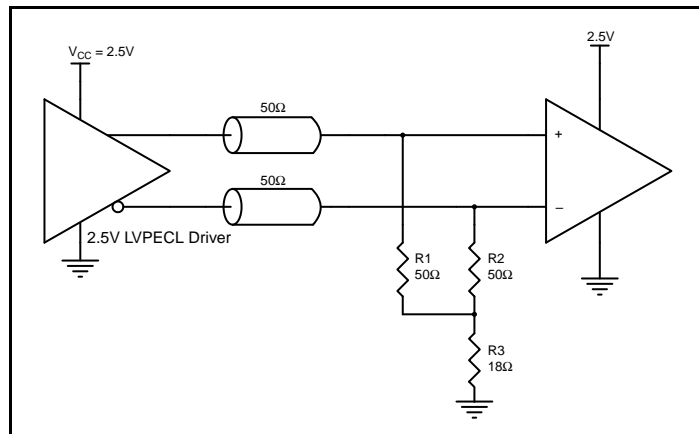 V_CC = 2.5V
2.5V
50Ω
+
50Ω
–
2.5V LVPECL Driver
R1
50Ω
R2
50Ω
R3
18Ω